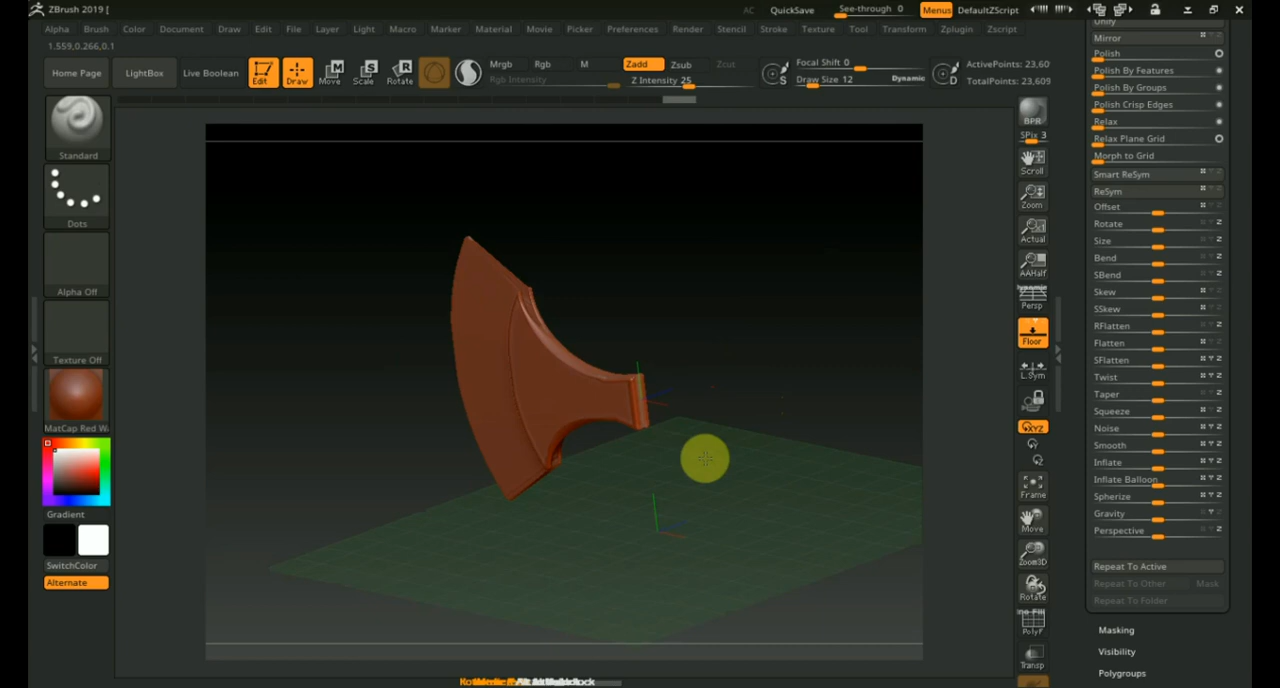 ZBrush 2019 [
AC QuickSave See-through 0 Menus DefaultZScript
Alpha Brush Color Document Draw Edit File Layer Light Macro Marker Material Movie Picker Preferences Render Stencil Stroke Texture Tool Transform Zplugin Zscript
1.559,0.266,0.1
Home Page LightBox Live Boolean Edit Draw Move Scale Rotate
Mrgb Rgb M Zadd Zsub Zcut
Rgb Intensity Z Intensity 25
Focal Shift 0
Draw Size 12 Dynamic
S
D
ActivePoints: 23,60
TotalPoints: 23,609
Standard
Dots
Alpha Off
Texture Off
MatCap Red W
Gradient
SwitchColor
Alternate
BPR
SPix 3
Scroll
Zoom
Actual
AAHalf
Persp
Floor
L.Sym
XYZ
Frame
Move
Zoom3D
Rotate
PolyF
Transp
Unify
Mirror
Polish
Polish By Features
Polish By Groups
Polish Crisp Edges
Relax
Relax Plane Grid
Morph to Grid
Smart ReSym
ReSym
Offset
Rotate
Size
Bend
SBend
Skew
SSkew
RFlatten
Flatten
SFlatten
Twist
Taper
Squeeze
Noise
Smooth
Inflate
Inflate Balloon
Spherize
Gravity
Perspective
Repeat To Active
Repeat To Other Mask
Repeat To Folder
Masking
Visibility
Polygroups